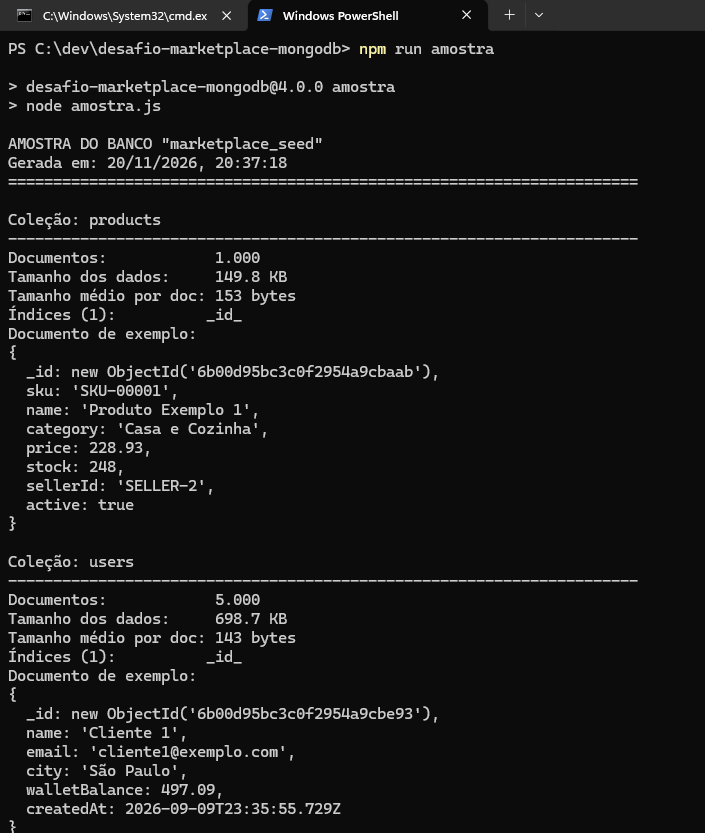 C:\Windows\System32\cmd.ex
Windows PowerShell
PS C:\dev\desafio-marketplace-mongodb> npm run amostra
> desafio-marketplace-mongodb@4.0.0 amostra
> node amostra.js
AMOSTRA DO BANCO "marketplace_seed"
Gerada em: 20/11/2026, 20:37:18
======================================================================
Coleção: products
----------------------------------------------------------------------
Documentos:            1.000
Tamanho dos dados:     149.8 KB
Tamanho médio por doc: 153 bytes
Índices (1):          _id_
Documento de exemplo:
{
  _id: new ObjectId('6b00d95bc3c0f2954a9cbaab'),
  sku: 'SKU-00001',
  name: 'Produto Exemplo 1',
  category: 'Casa e Cozinha',
  price: 228.93,
  stock: 248,
  sellerId: 'SELLER-2',
  active: true
}
Coleção: users
----------------------------------------------------------------------
Documentos:            5.000
Tamanho dos dados:     698.7 KB
Tamanho médio por doc: 143 bytes
Índices (1):          _id_
Documento de exemplo:
{
  _id: new ObjectId('6b00d95bc3c0f2954a9cbe93'),
  name: 'Cliente 1',
  email: 'cliente1@exemplo.com',
  city: 'São Paulo',
  walletBalance: 497.09,
  createdAt: 2026-09-09T23:35:55.729Z
}